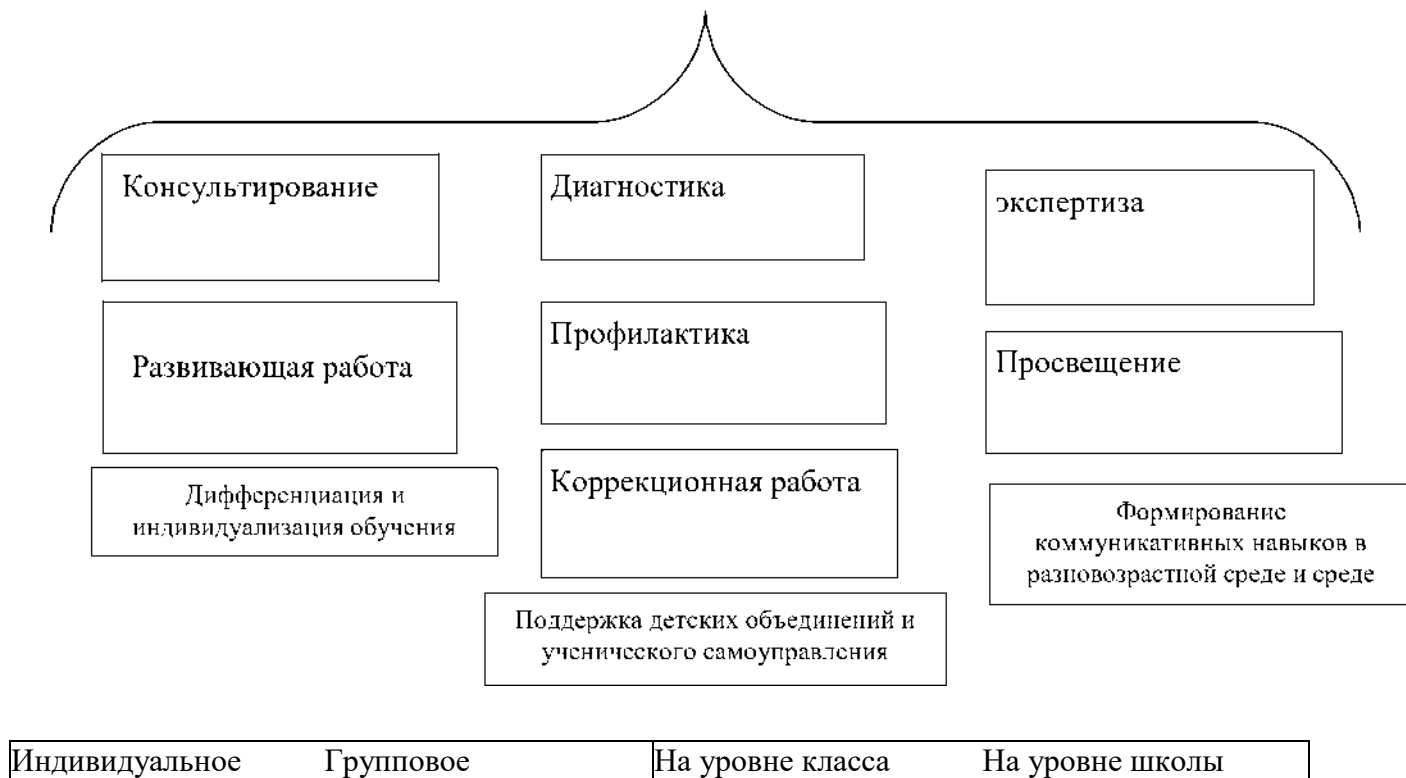 Консультирование
Диагностика
экспертиза
Развивающая работа
Профилактика
Просвещение
Дифференциация и
индивидуализация обучения
Коррекционная работа
Формирование
коммуникативных навыков в
разновозрастной среде и среде
Поддержка детских объединений и
ученического самоуправления
Индивидуальное Групповое На уровне класса На уровне школы